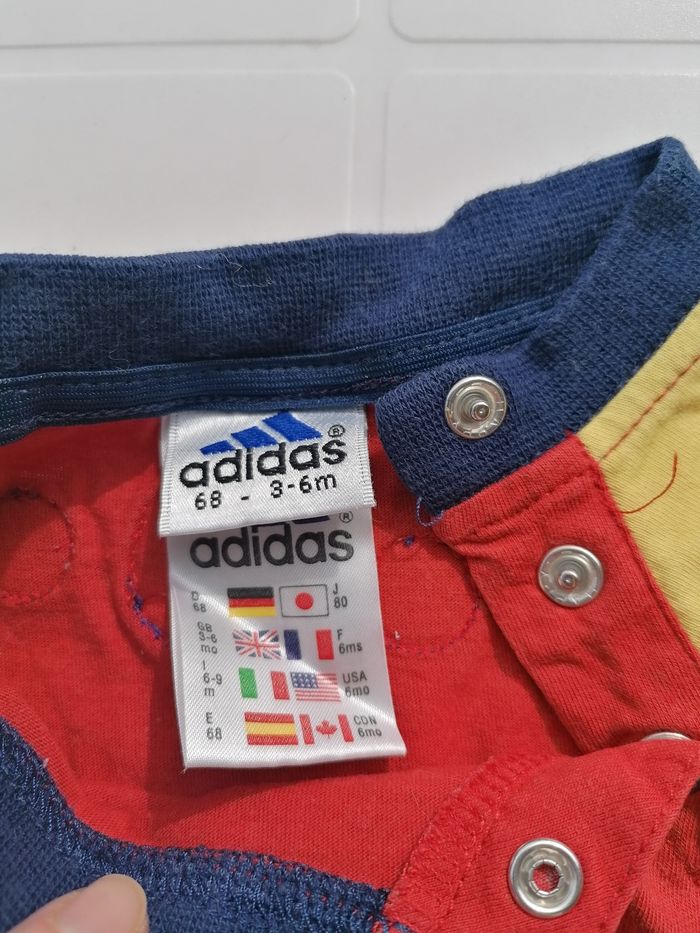 adidas®
68 - 3-6m
®
adidas
D
68
J
80
GB
3-6
mo
F
6ms
I
6-9
m
USA
6mo
E
68
CDN
6mo